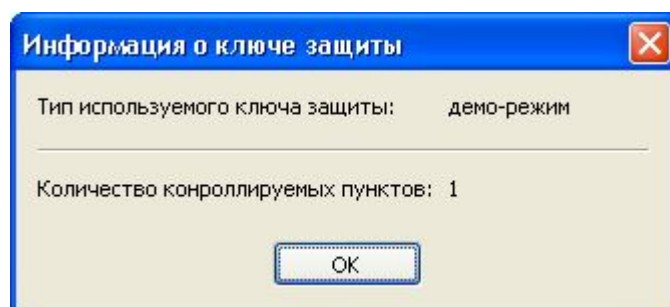 Информация о ключе защиты
Тип используемого ключа защиты: демо-режим
Количество конроллируемых пунктов: 1
OK